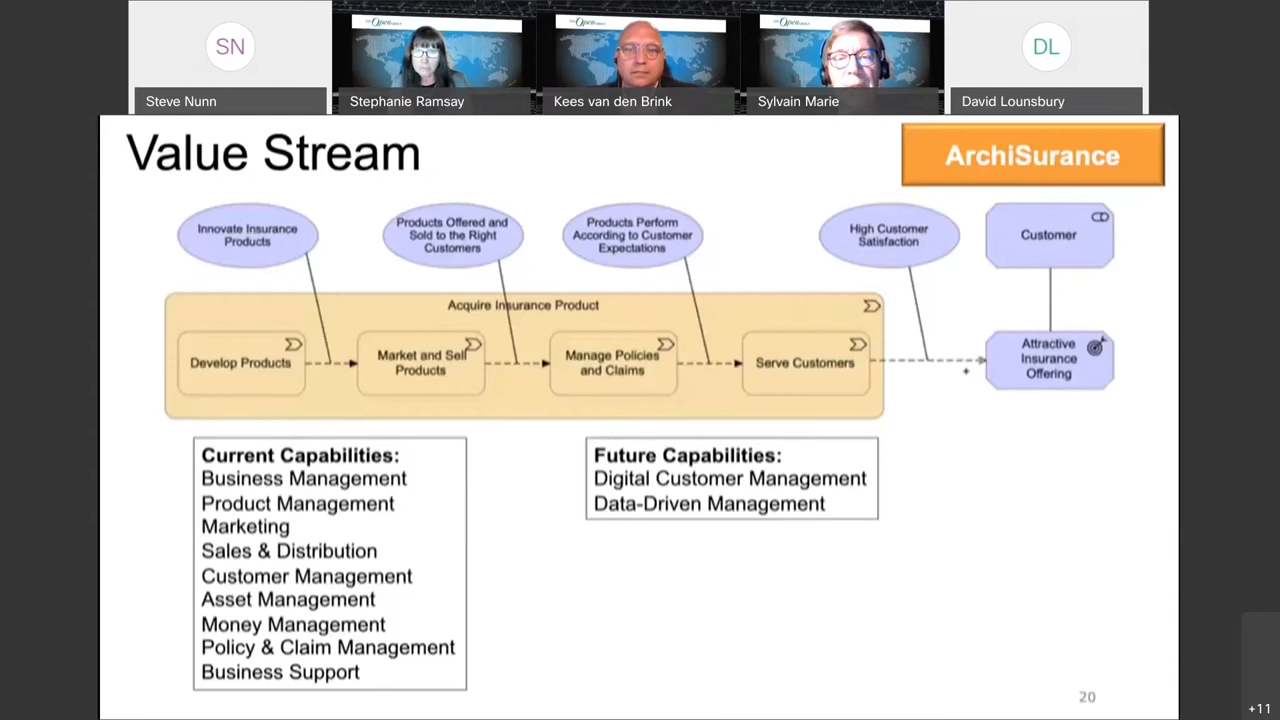 SN
DL
Steve Nunn
Stephanie Ramsay
Kees van den Brink
Sylvain Marie
David Lounsbury
Value Stream
ArchiSurance
Innovate Insurance
Products
Products Offered and
Sold to the Right
Customers
Products Perform
According to Customer
Expectations
High Customer
Satisfaction
Customer
Acquire Insurance Product
Develop Products
Market and Sell
Products
Manage Policies
and Claims
Serve Customers
Attractive
Insurance
Offering
Current Capabilities:
Business Management
Product Management
Marketing
Sales & Distribution
Customer Management
Asset Management
Money Management
Policy & Claim Management
Business Support
Future Capabilities:
Digital Customer Management
Data-Driven Management
20
+11